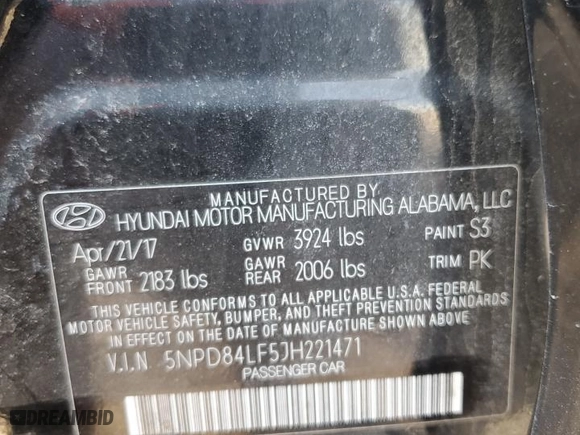 MANUFACTURED BY
HYUNDAI MOTOR MANUFACTURING ALABAMA, LLC
Apr/21/17 GVWR 3924 lbs PAINT S3
GAWR FRONT 2183 lbs GAWR REAR 2006 lbs TRIM PK
THIS VEHICLE CONFORMS TO ALL APPLICABLE U.S.A. FEDERAL
MOTOR VEHICLE SAFETY, BUMPER, AND THEFT PREVENTION STANDARDS
IN EFFECT ON THE DATE OF MANUFACTURE SHOWN ABOVE.
V.I.N 5NPD84LF5JH221471
PASSENGER CAR
DREAMBID